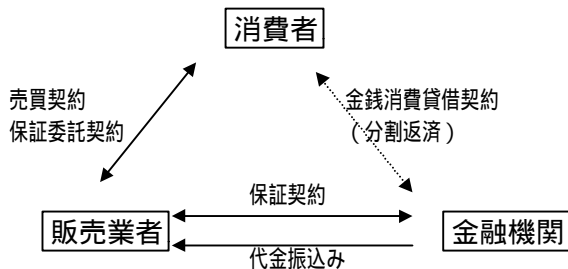 消費者
売買契約
保証委託契約
金銭消費貸借契約
（分割返済）
保証契約
販売業者
金融機関
代金振込み